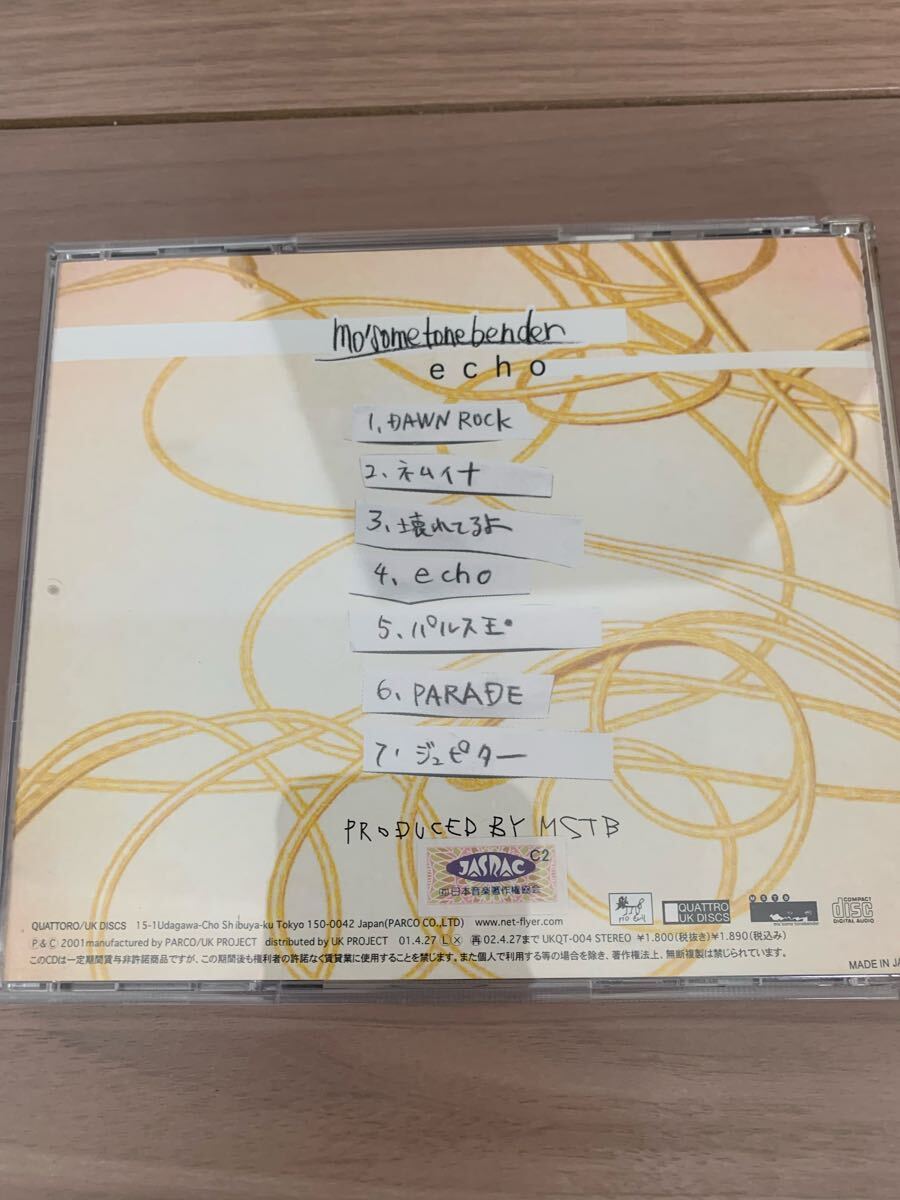 mo'some tonebender
echo
1, DAWN ROCK
2、ネムイナ
3、壊れてるよ
4、echo
5、パルス王
6、PARADE
7、ジュピター
PRODUCED BY MSTB
JASRAC C2
(社)日本音楽著作権協会
QUATTRO
UK DISCS
MSTB
COMPACT
disc
DIGITAL AUDIO
QUATTORO/UK DISCS 15-1Udagawa-Cho Shibuya-ku Tokyo 150-0042 Japan(PARCO CO.,LTD) www.net-flyer.com
P.& C 2001manufactured by PARCO/UK PROJECT distributed by UK PROJECT 01.4.27 L X 再 02.4.27まで UKQT-004 STEREO ¥1.800(税抜き)¥1.890(税込み)
このCDは一定期間貸与非許諾商品ですが、この期間後も権利者の許諾なく賃貸業に使用することを禁じます。また個人で利用する等の場合を除き、著作権法上、無断複製は禁じられています。
MADE IN JA